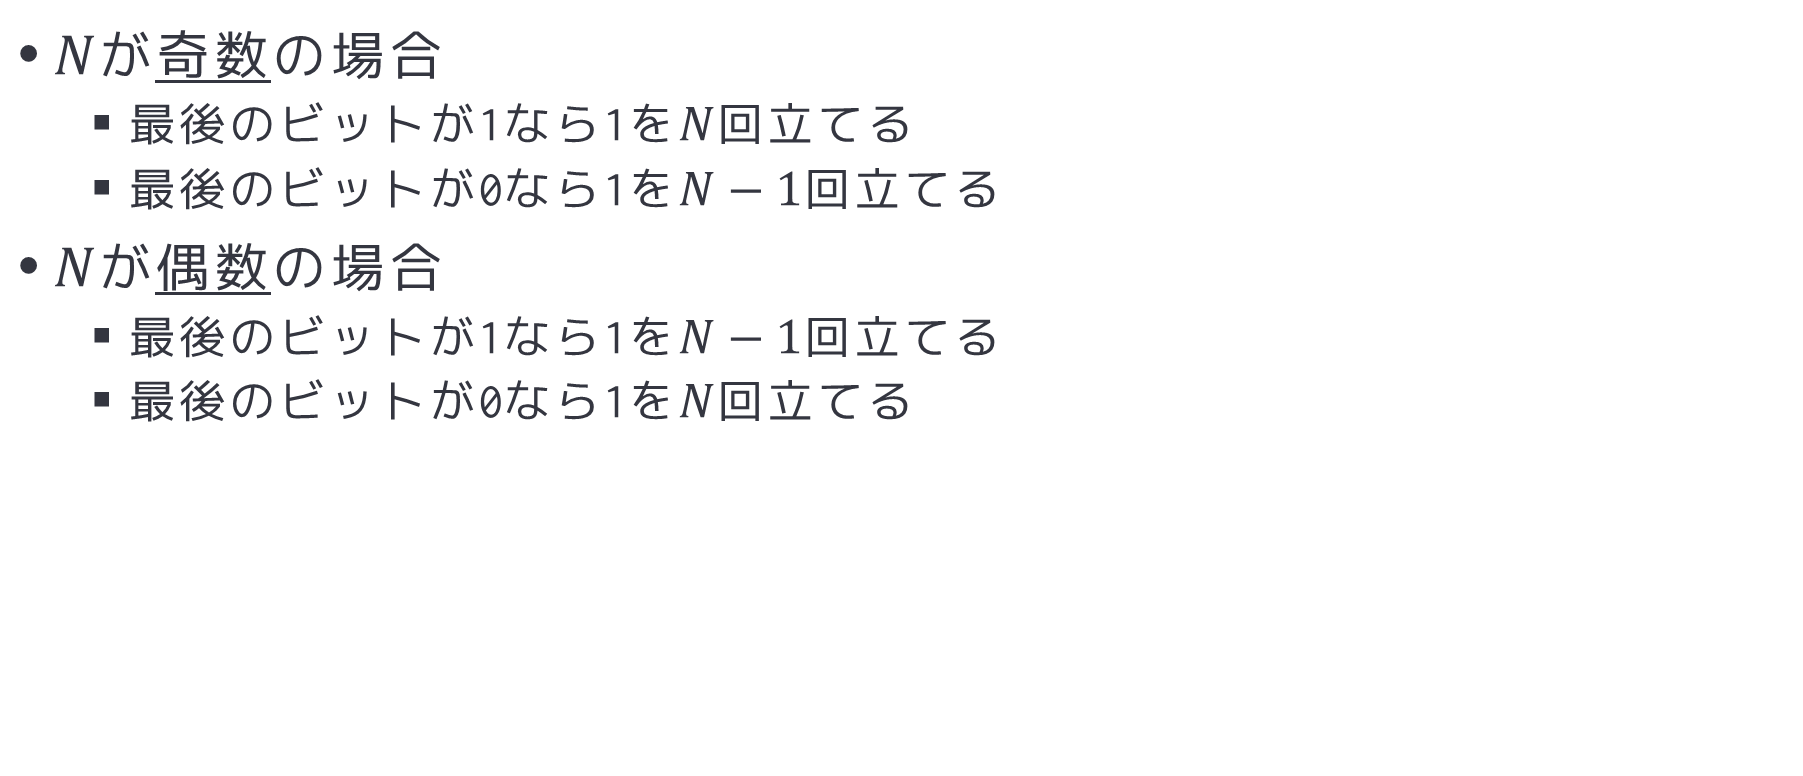 • Nが奇数の場合
▪ 最後のビットが1なら1をN回立てる
▪ 最後のビットが0なら1をN − 1回立てる
• Nが偶数の場合
▪ 最後のビットが1なら1をN − 1回立てる
▪ 最後のビットが0なら1をN回立てる